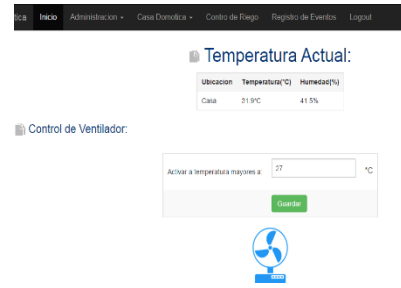 tica Inicio Administracion Casa Domotica Contro de Riego Registro de Eventos Logout
Temperatura Actual:
Ubicacion Temperatura(°C) Humedad(%)
Casa 31.9°C 41.5%
Control de Ventilador:
Activar a temperatura mayores a: 27 °C
Guardar